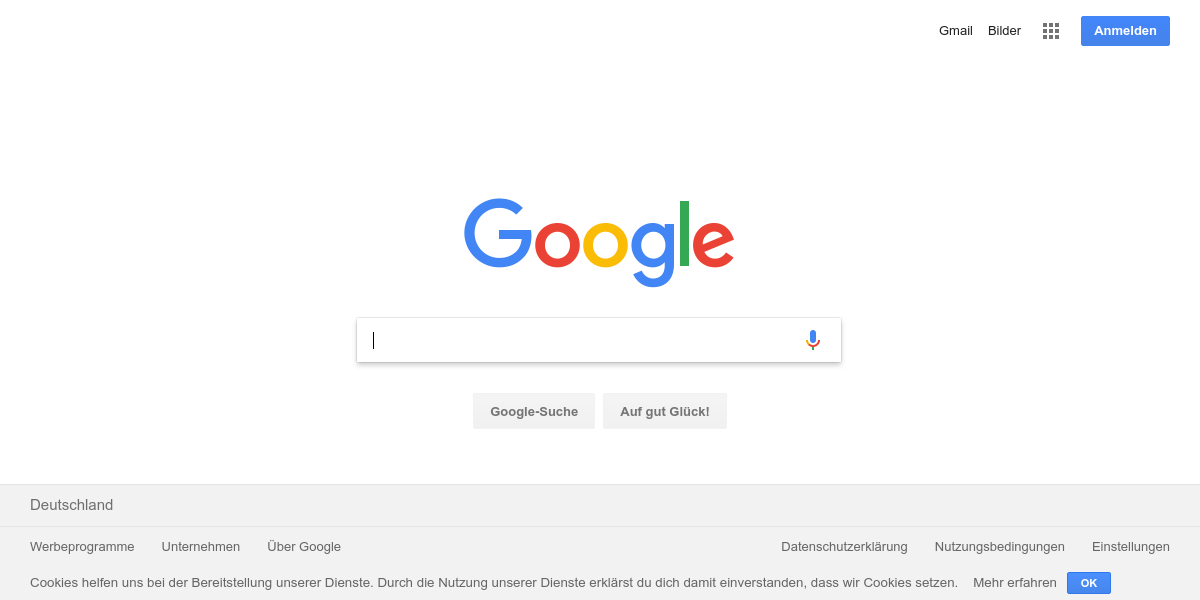 Gmail Bilder Anmelden
Google
Google-Suche Auf gut Glück!
Deutschland
Werbeprogramme Unternehmen Über Google Datenschutzerklärung Nutzungsbedingungen Einstellungen
Cookies helfen uns bei der Bereitstellung unserer Dienste. Durch die Nutzung unserer Dienste erklärst du dich damit einverstanden, dass wir Cookies setzen. Mehr erfahren OK